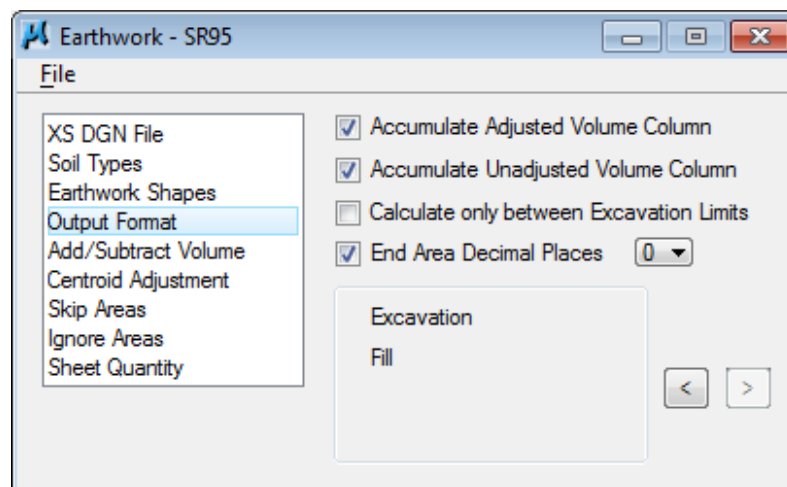 Earthwork - SR95
File
XS DGN File
Soil Types
Earthwork Shapes
Output Format
Add/Subtract Volume
Centroid Adjustment
Skip Areas
Ignore Areas
Sheet Quantity
Accumulate Adjusted Volume Column
Accumulate Unadjusted Volume Column
Calculate only between Excavation Limits
End Area Decimal Places 0
Excavation
Fill
< >